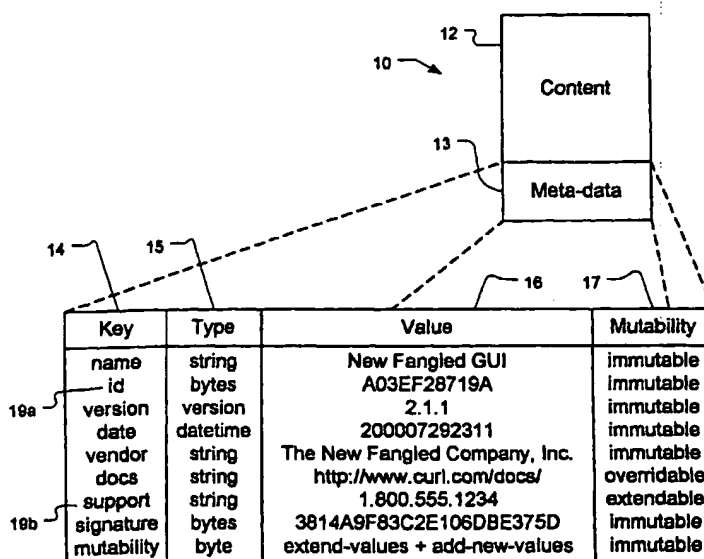 12
10
Content
13
Meta-data
14
15
16
17
Key Type Value Mutability
name string New Fangled GUI immutable
19a id bytes A03EF28719A immutable
version version 2.1.1 immutable
date datetime 200007292311 immutable
vendor string The New Fangled Company, Inc. immutable
docs string http://www.curl.com/docs/ overridable
support string 1.800.555.1234 extendable
19b signature bytes 3814A9F83C2E106DBE375D immutable
mutability byte extend-values + add-new-values immutable